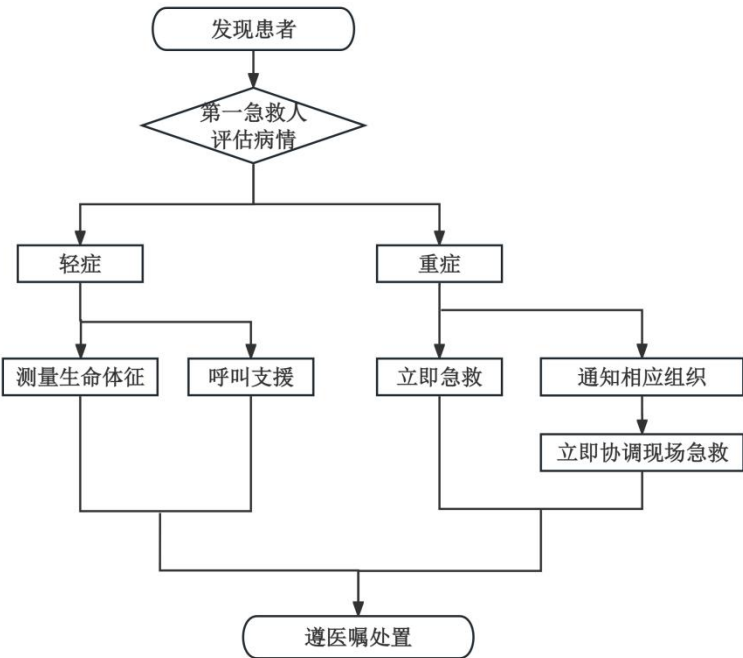 发现患者
第一急救人
评估病情
轻症
重症
测量生命体征
呼叫支援
立即急救
通知相应组织
立即协调现场急救
遵医嘱处置